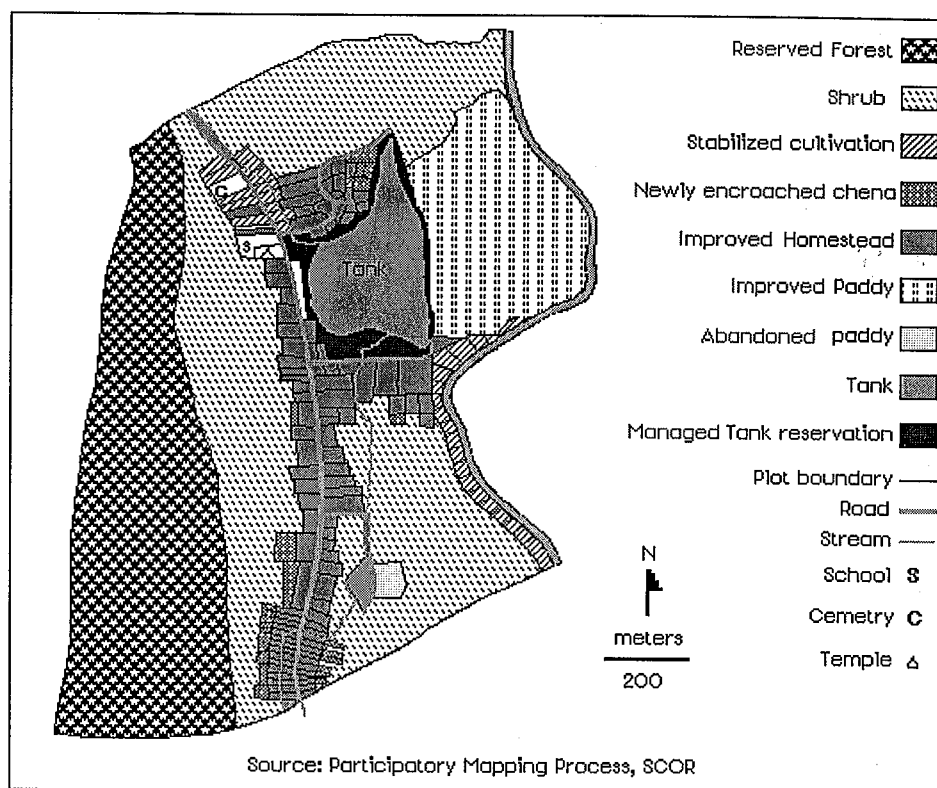 Reserved Forest
Shrub
Stabilized cultivation
Newly encroached chena
Improved Homestead
Improved Paddy
Abandoned paddy
Tank
Managed Tank reservation
Plot boundary
Road
Stream
School S
Cemetry C
Temple
C
S
Tank
N
meters
200
Source: Participatory Mapping Process, SCOR